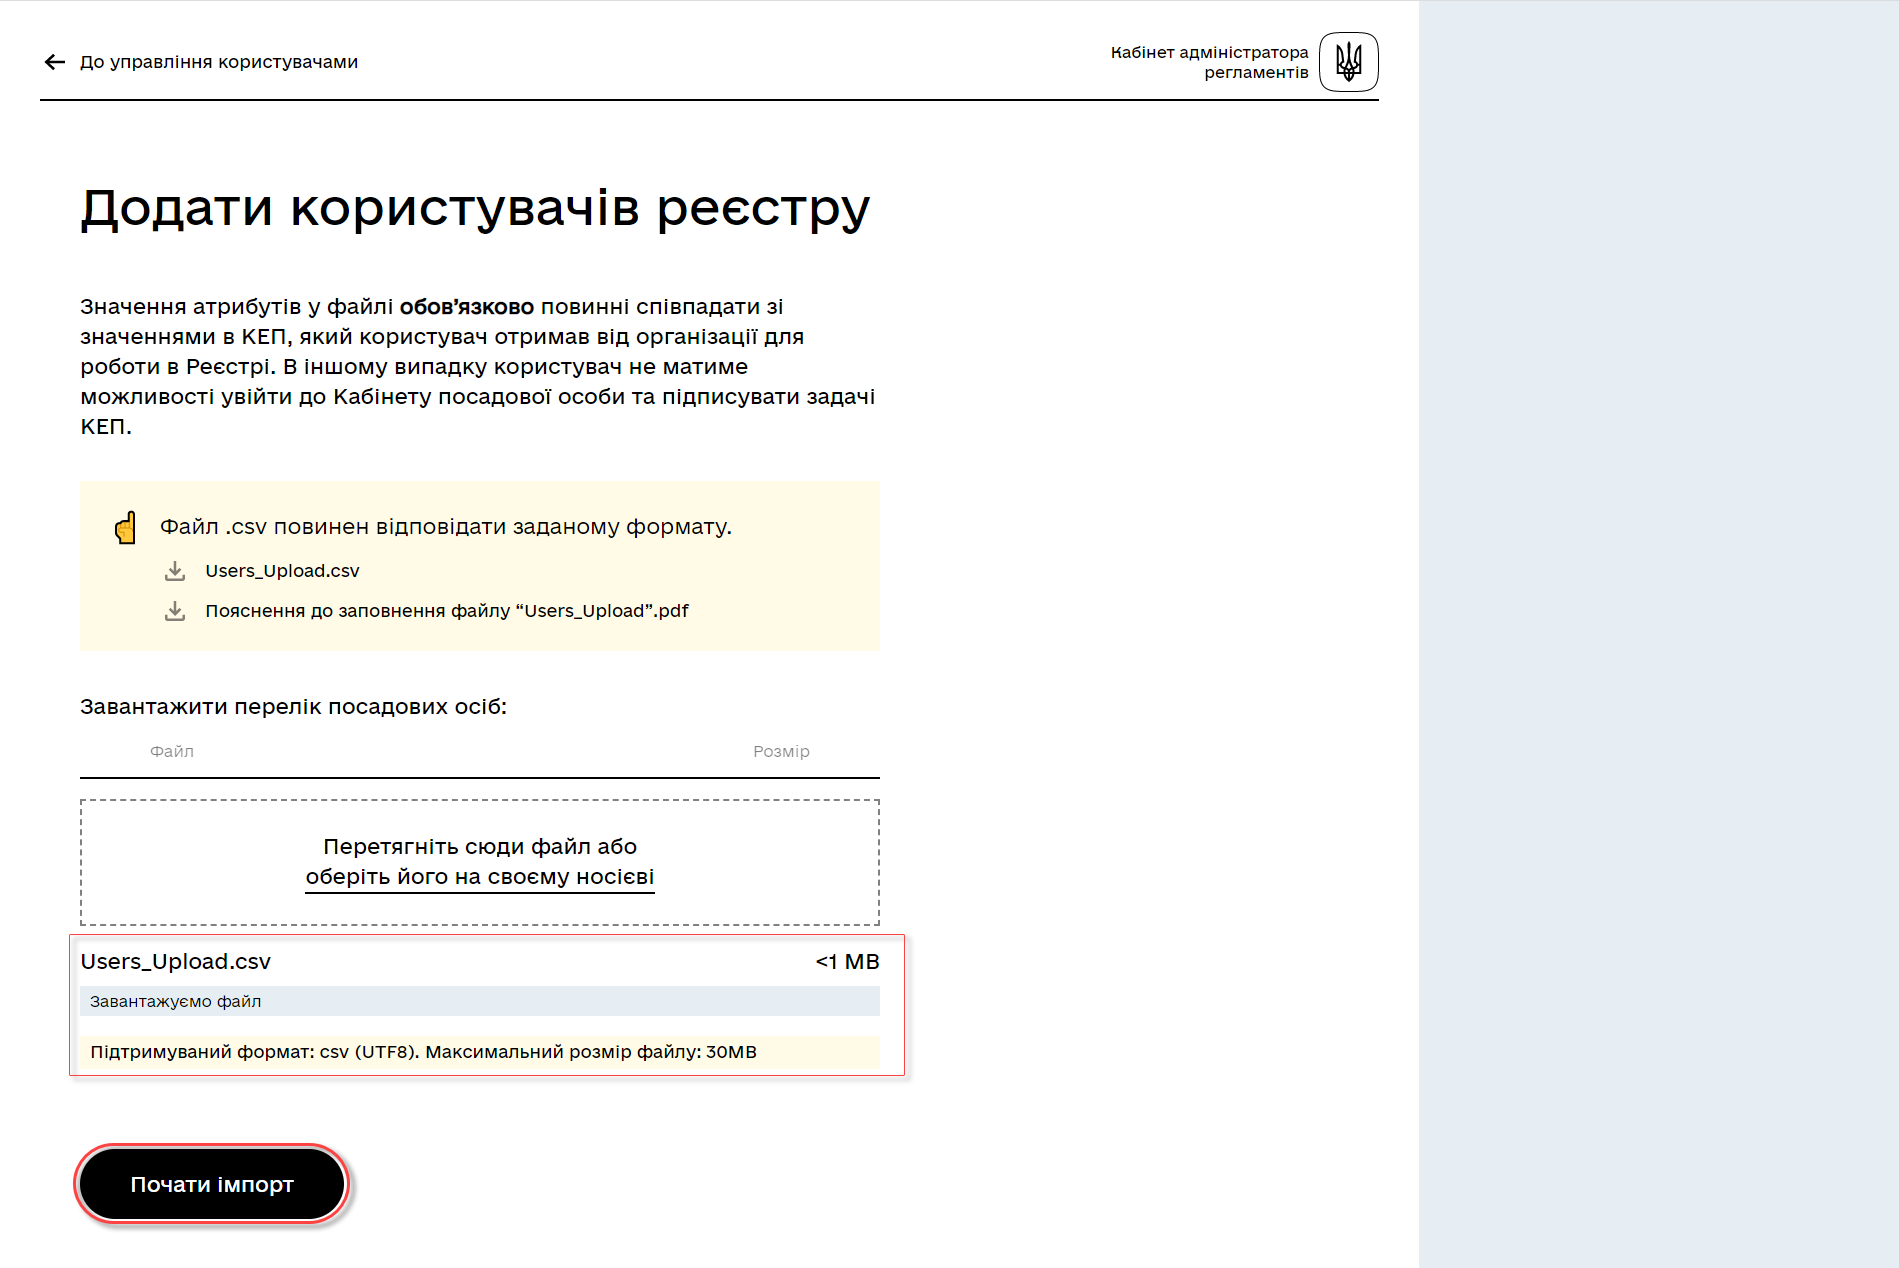 До управління користувачами
Кабінет адміністратора
регламентів
Додати користувачів реєстру
Значення атрибутів у файлі обов’язково повинні співпадати зі
значеннями в КЕП, який користувач отримав від організації для
роботи в Реєстрі. В іншому випадку користувач не матиме
можливості увійти до Кабінету посадової особи та підписувати задачі
КЕП.
Файл .csv повинен відповідати заданому формату.
Users_Upload.csv
Пояснення до заповнення файлу “Users_Upload”.pdf
Завантажити перелік посадових осіб:
Файл Розмір
Перетягніть сюди файл або
оберіть його на своєму носієві
Users_Upload.csv <1 MB
Завантажуємо файл
Підтримуваний формат: csv (UTF8). Максимальний розмір файлу: 30MB
Почати імпорт